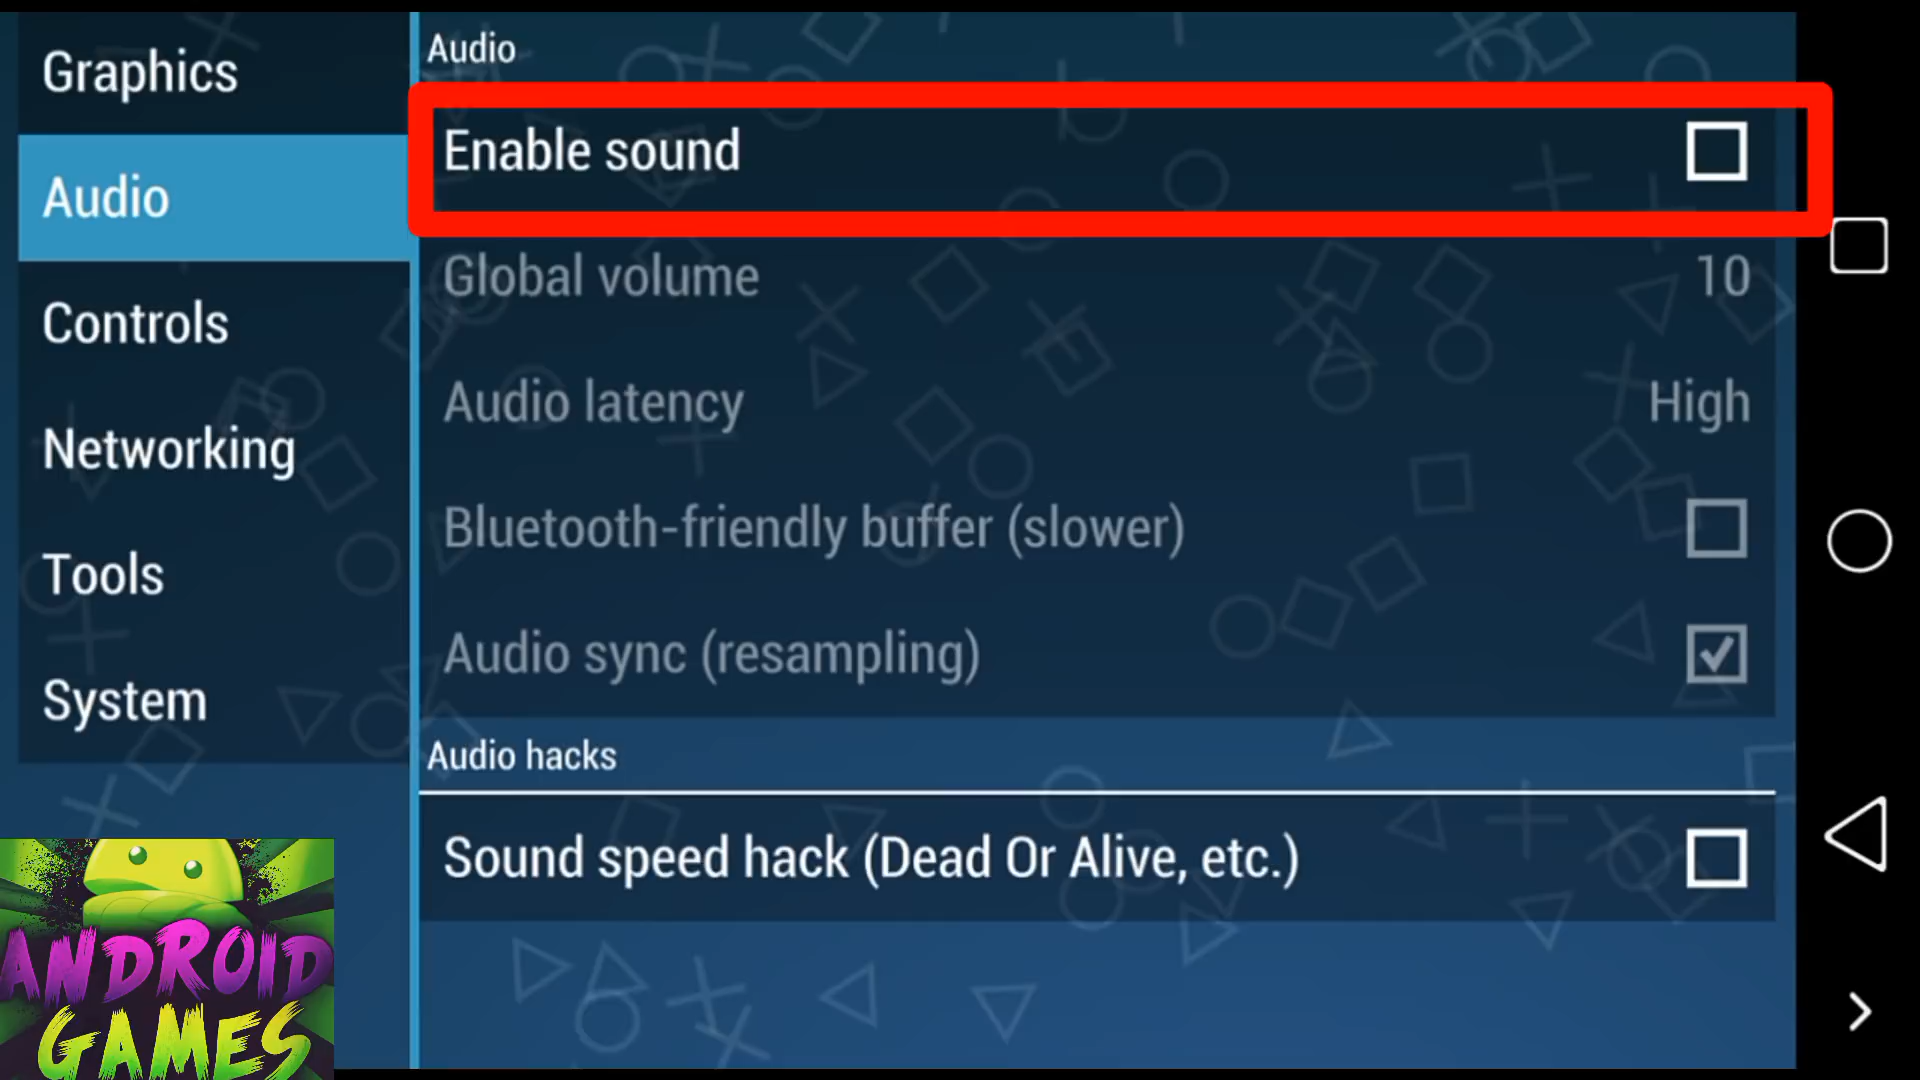 Graphics
Audio
Controls
Networking
Tools
System
Audio
Enable sound
Global volume 10
Audio latency High
Bluetooth-friendly buffer (slower)
Audio sync (resampling)
Audio hacks
Sound speed hack (Dead Or Alive, etc.)
ANDROID
GAMES